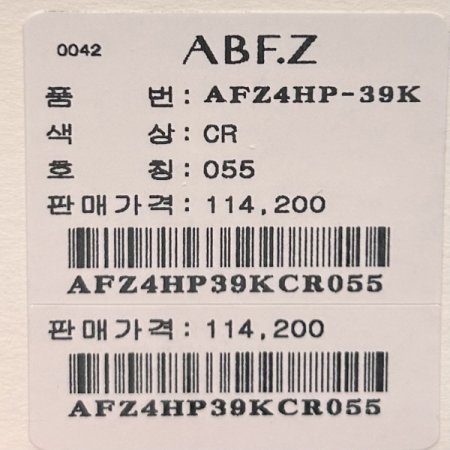 0042 ABF.Z
품 번 : AFZ4HP-39K
색 상 : CR
호 칭 : 055
판매가격 : 114,200
AFZ4HP39KCR055
판매가격 : 114,200
AFZ4HP39KCR055